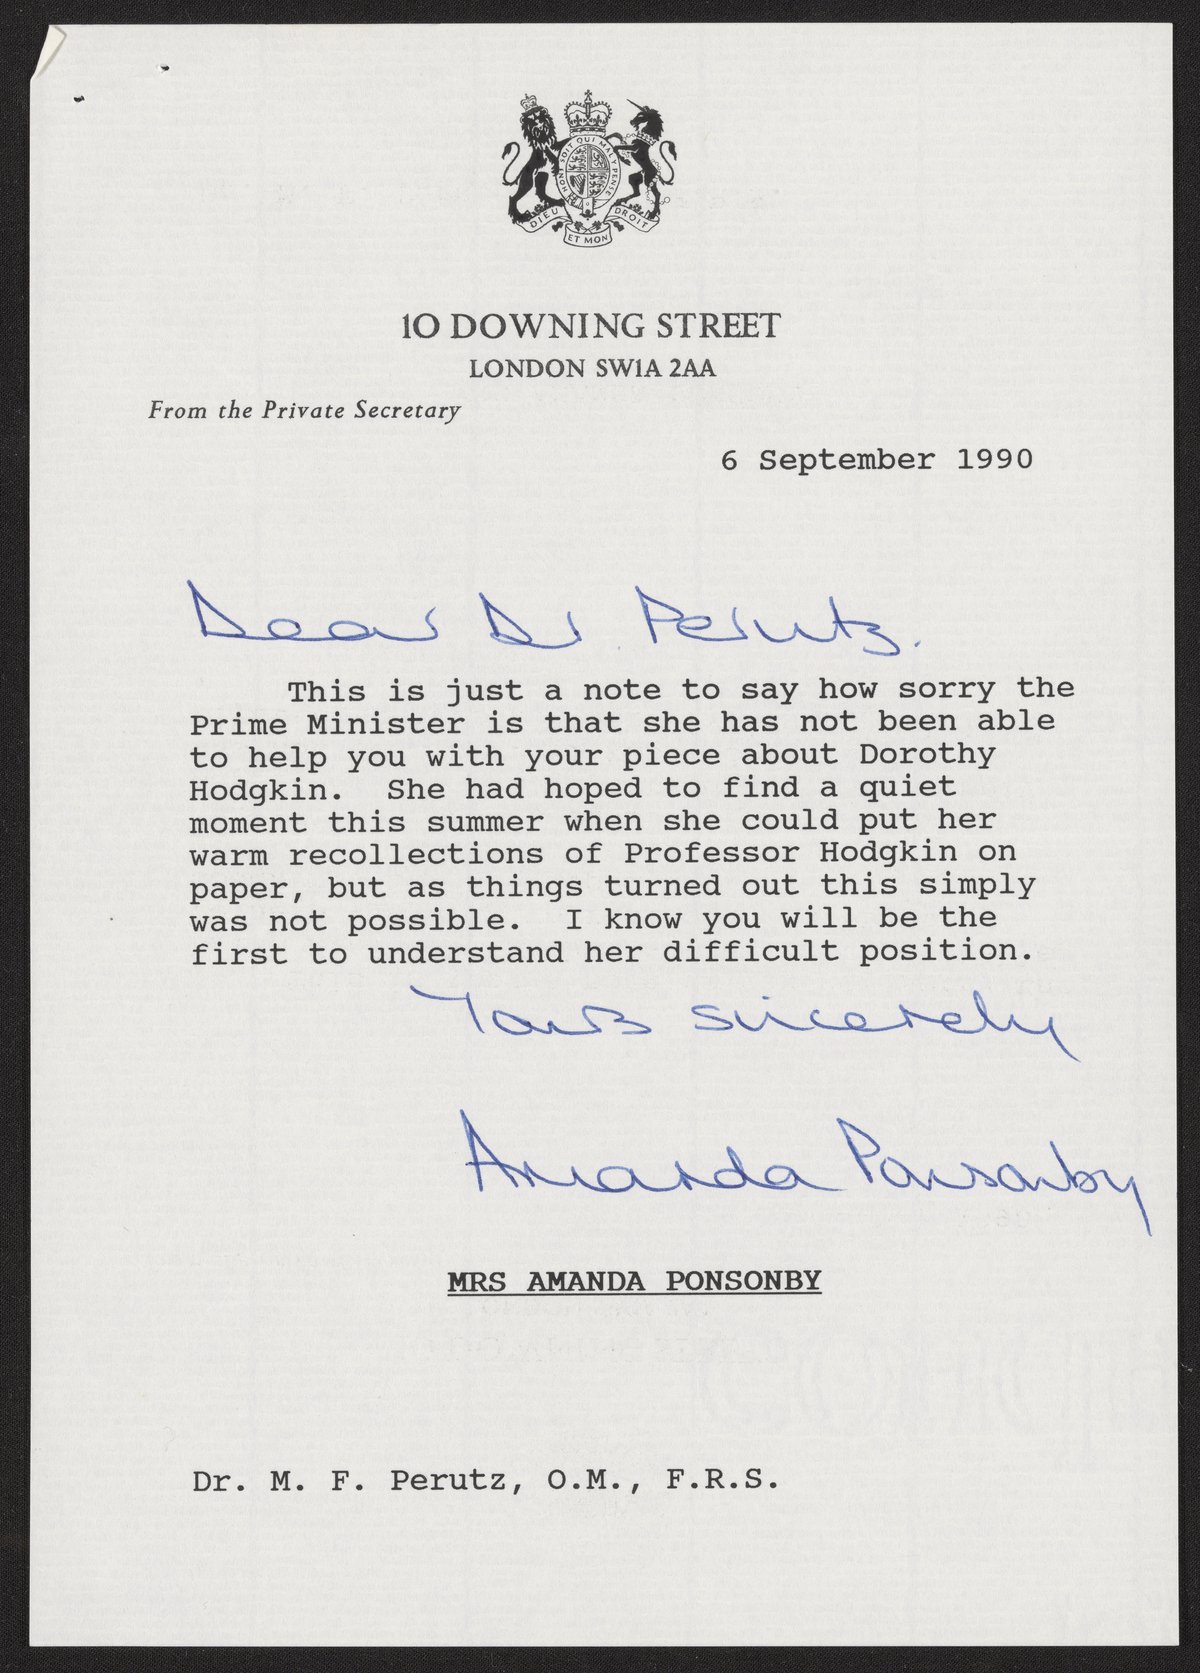 HONI SOIT QUI MAL Y PENSE
DIEU ET MON DROIT
10 DOWNING STREET
LONDON SW1A 2AA
From the Private Secretary
6 September 1990
Dear Dr. Perutz.
This is just a note to say how sorry the
Prime Minister is that she has not been able
to help you with your piece about Dorothy
Hodgkin. She had hoped to find a quiet
moment this summer when she could put her
warm recollections of Professor Hodgkin on
paper, but as things turned out this simply
was not possible. I know you will be the
first to understand her difficult position.
Yours sincerely
Amanda Ponsonby
MRS AMANDA PONSONBY
Dr. M. F. Perutz, O.M., F.R.S.